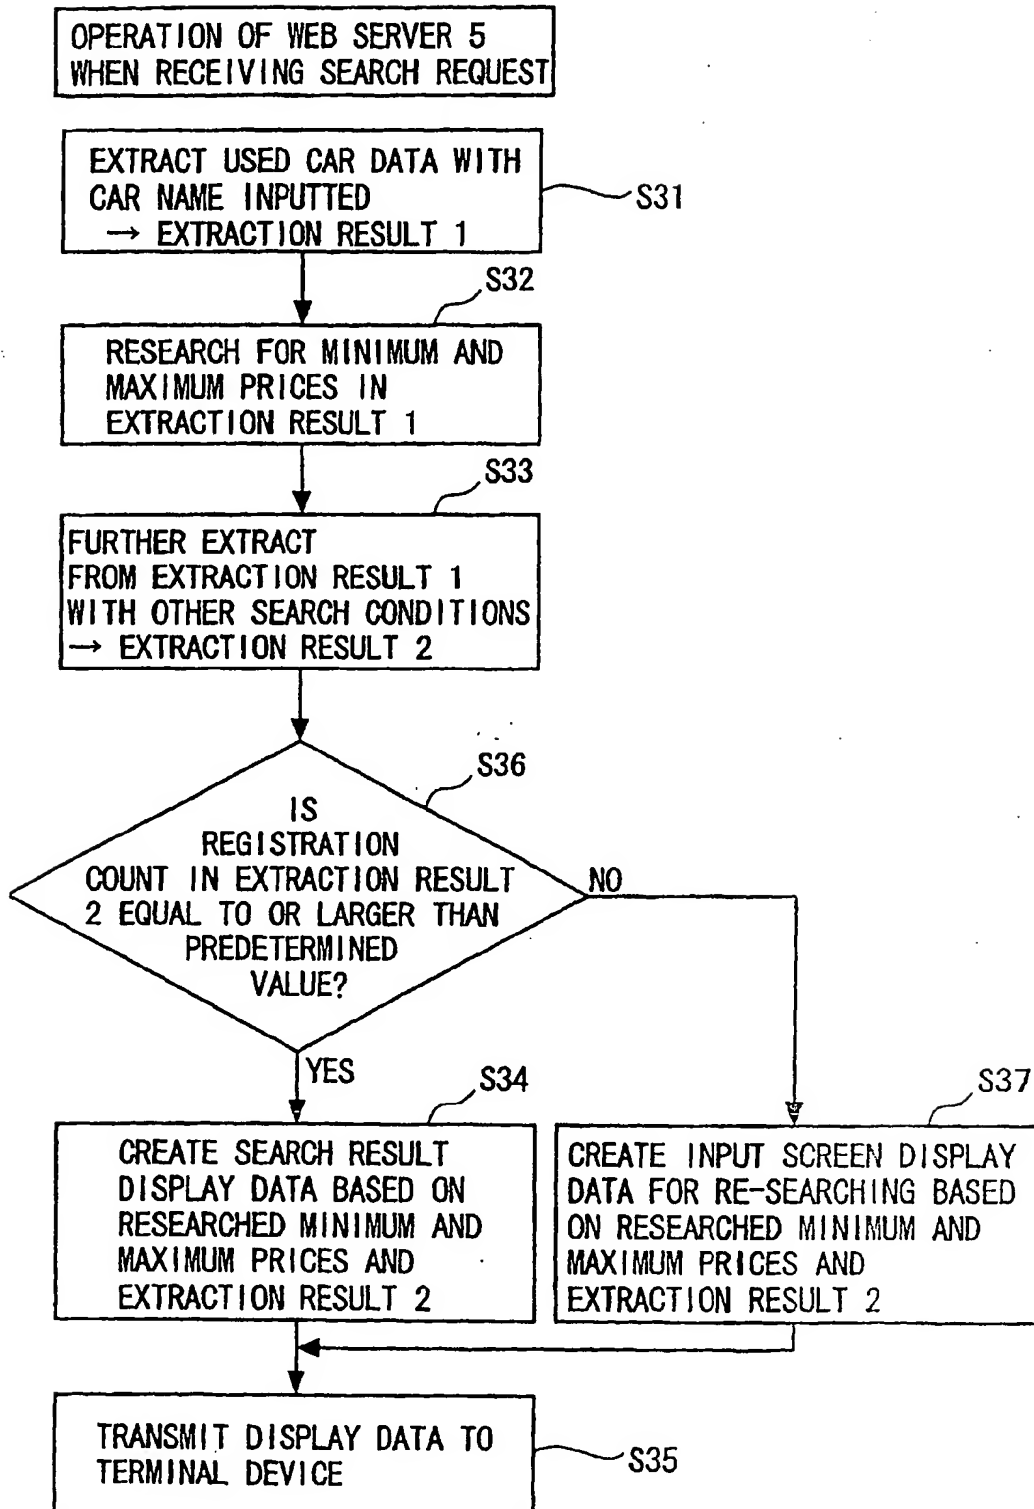 OPERATION OF WEB SERVER 5
WHEN RECEIVING SEARCH REQUEST
EXTRACT USED CAR DATA WITH
CAR NAME INPUTTED
→ EXTRACTION RESULT 1
S31
S32
RESEARCH FOR MINIMUM AND
MAXIMUM PRICES IN
EXTRACTION RESULT 1
S33
FURTHER EXTRACT
FROM EXTRACTION RESULT 1
WITH OTHER SEARCH CONDITIONS
→ EXTRACTION RESULT 2
S36
IS
REGISTRATION
COUNT IN EXTRACTION RESULT
2 EQUAL TO OR LARGER THAN
PREDETERMINED
VALUE?
NO
YES
S34
CREATE SEARCH RESULT
DISPLAY DATA BASED ON
RESEARCHED MINIMUM AND
MAXIMUM PRICES AND
EXTRACTION RESULT 2
S37
CREATE INPUT SCREEN DISPLAY
DATA FOR RE-SEARCHING BASED
ON RESEARCHED MINIMUM AND
MAXIMUM PRICES AND
EXTRACTION RESULT 2
TRANSMIT DISPLAY DATA TO
TERMINAL DEVICE
S35